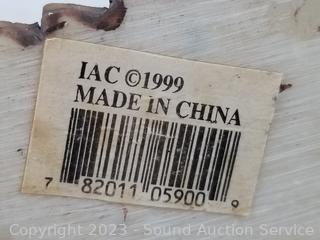 IAC ©1999
MADE IN CHINA
7 82011 05900 9
Copyright 2023 - Sound Auction Service